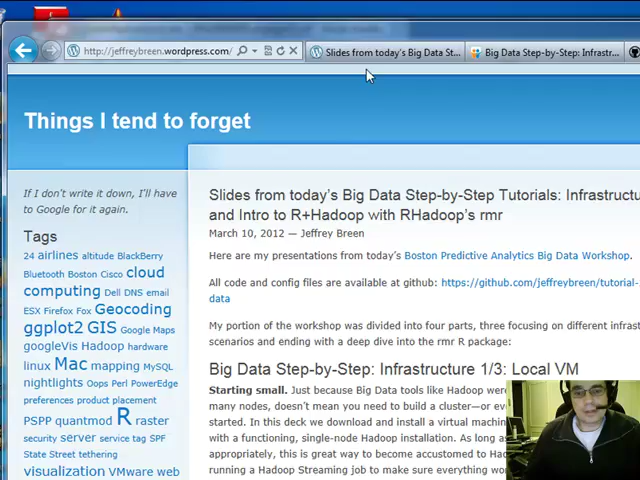 http://jeffreybreen.wordpress.com/
Slides from today's Big Data St...
Big Data Step-by-Step: Infrastr...
Things I tend to forget
If I don't write it down, I'll have
to Google for it again.
Tags
24 airlines altitude BlackBerry
Bluetooth Boston Cisco cloud
computing Dell DNS email
ESX Firefox Fox Geocoding
ggplot2 GIS Google Maps
googleVis Hadoop hardware
linux Mac mapping MySQL
nightlights Oops Perl PowerEdge
preferences product placement
PSPP quantmod R raster
security server service tag SPF
State Street tethering
visualization VMware web
Slides from today's Big Data Step-by-Step Tutorials:
and Intro to R+Hadoop with RHadoop's rmr
March 10, 2012 — Jeffrey Breen
Here are my presentations from today's Boston Predictive Analytics Big Data Workshop.
All code and config files are available at github: https://github.com/jeffreybreen/tutorial-
data
My portion of the workshop was divided into four parts, three focusing on different
scenarios and ending with a deep dive into the rmr R package:
Big Data Step-by-Step: Infrastructure 1/3: Local VM
Starting small. Just because Big Data tools like Hadoop were
many nodes, doesn't mean you need to build a cluster—or
started. In this deck we download and install a virtual
with a functioning, single-node Hadoop installation. As long
appropriately, this is great way to become accustomed to
running a Hadoop Streaming job to make sure everything